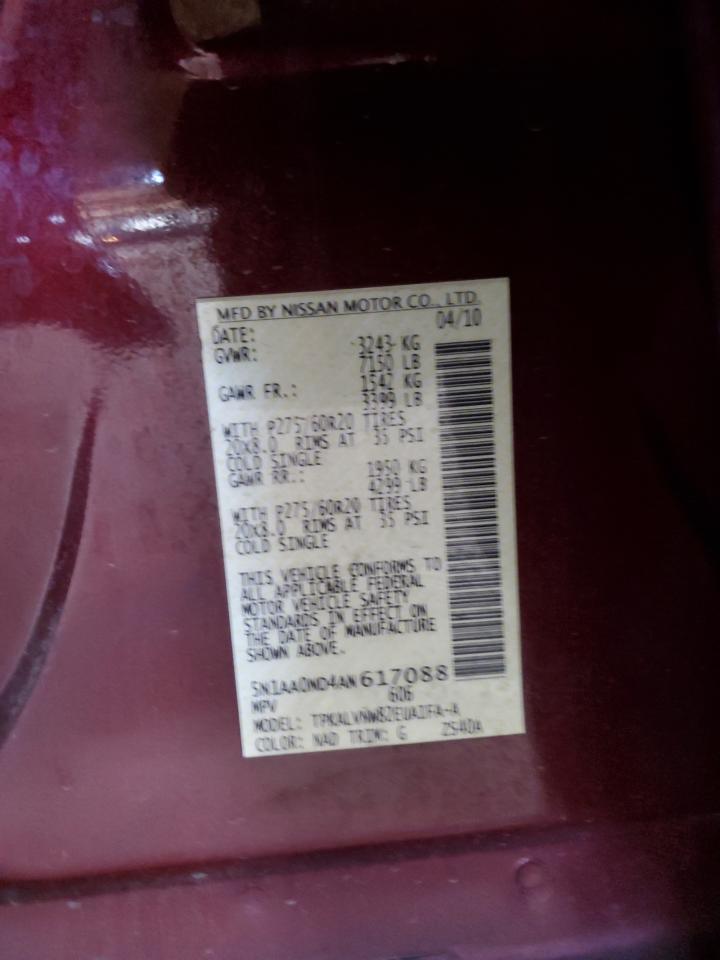 MFD BY NISSAN MOTOR CO., LTD.
DATE: 04/10
GVWR: 3243 KG
7150 LB
GAWR FR.: 1542 KG
3399 LB
WITH P275/60R20 TIRES
20X8.0 RIMS AT 35 PSI
COLD SINGLE
GAWR RR.: 1950 KG
4299 LB
WITH P275/60R20 TIRES
20X8.0 RIMS AT 35 PSI
COLD SINGLE
THIS VEHICLE CONFORMS TO
ALL APPLICABLE FEDERAL
MOTOR VEHICLE SAFETY
STANDARDS IN EFFECT ON
THE DATE OF MANUFACTURE
SHOWN ABOVE.
5N1AA0ND4AN617088
MPV 606
MODEL:
COLOR: NAD TRIM: G ZS40A